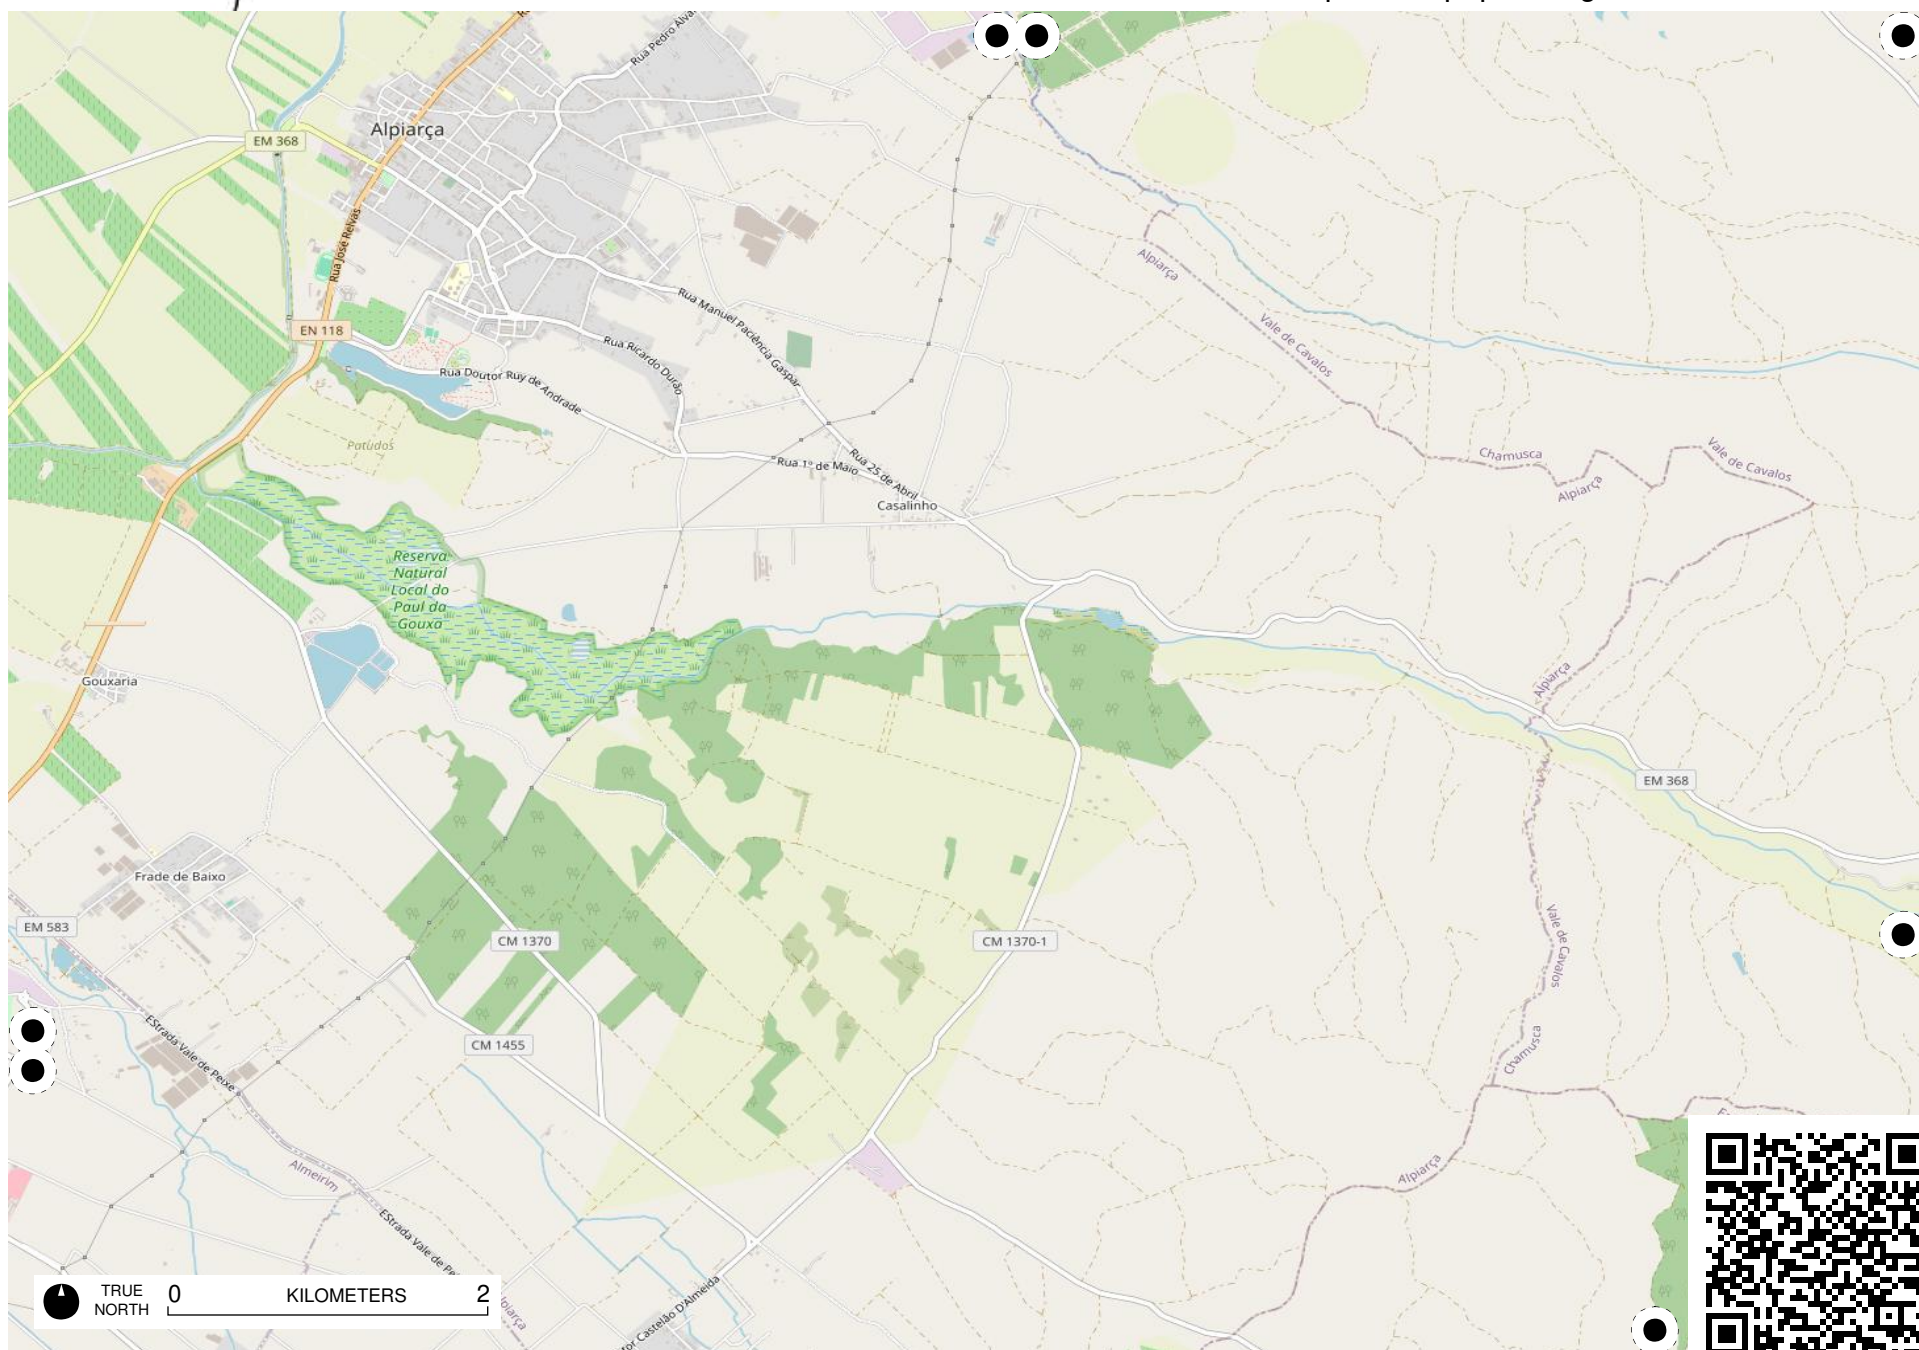 Rua Pedro Alva
Alpiarça
EM 368
Rua José Relvas
Alpiarça
EN 118
Rua Manuel Paciência Gaspar
Vale de Cavalos
Rua Ricardo Durão
Rua Doutor Ruy de Andrade
Patudos
Rua 1º de Maio
Rua 25 de Abril
Chamusca
Vale de Cavalos
Alpiarça
Casalinho
Reserva
Natural
Local do
Paul da
Gouxa
Gouxaria
Alpiarça
EM 368
Frade de Baixo
EM 583
CM 1370
CM 1370-1
Vale de Cavalos
EStrada Vale de Peixe
CM 1455
Chamusca
Almeirim
Alpiarça
EStrada Vale de Pe
TRUE
NORTH
0 KILOMETERS 2
lpiarça
or Castelão D'Almeida